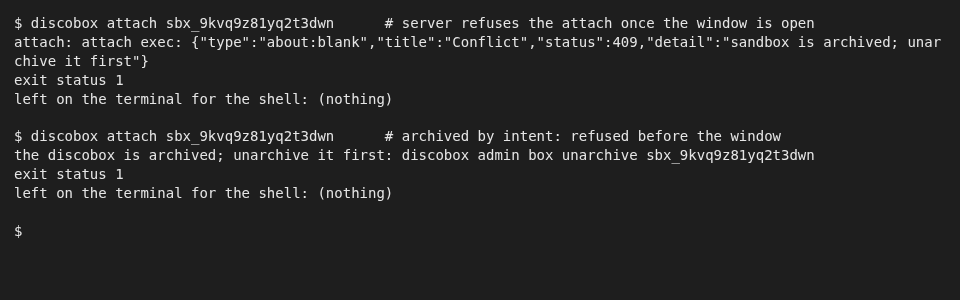 $ discobox attach sbx_9kvq9z81yq2t3dwn      # server refuses the attach once the window is open
attach: attach exec: {"type":"about:blank","title":"Conflict","status":409,"detail":"sandbox is archived; unar
chive it first"}
exit status 1
left on the terminal for the shell: (nothing)

$ discobox attach sbx_9kvq9z81yq2t3dwn      # archived by intent: refused before the window
the discobox is archived; unarchive it first: discobox admin box unarchive sbx_9kvq9z81yq2t3dwn
exit status 1
left on the terminal for the shell: (nothing)

$